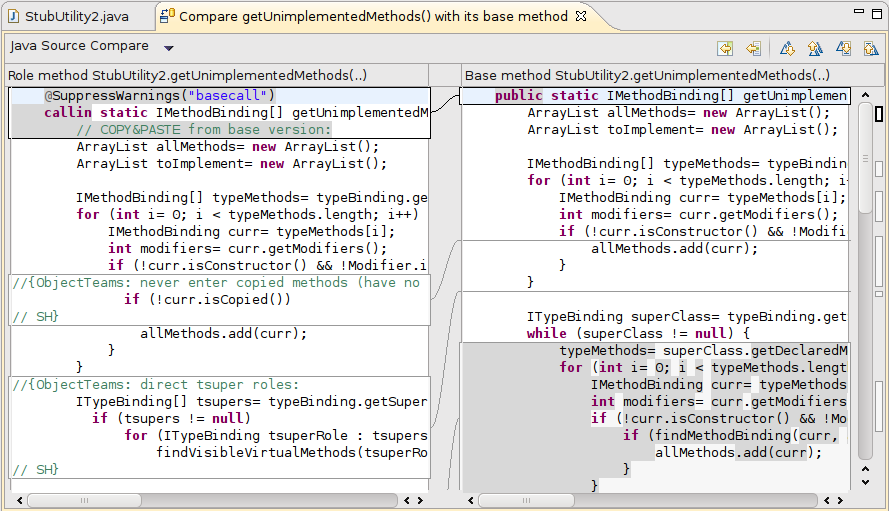 StubUtility2.java
Compare getUnimplementedMethods() with its base method
Java Source Compare
Role method StubUtility2.getUnimplementedMethods(..)
@SuppressWarnings("basecall")
callin static IMethodBinding[] getUnimplementedM
// COPY&PASTE from base version:
ArrayList allMethods= new ArrayList();
ArrayList toImplement= new ArrayList();
IMethodBinding[] typeMethods= typeBinding.ge
for (int i= 0; i < typeMethods.length; i++)
IMethodBinding curr= typeMethods[i];
int modifiers= curr.getModifiers();
if (!curr.isConstructor() && !Modifier.i
//{ObjectTeams: never enter copied methods (have no
if (!curr.isCopied())
// SH}
allMethods.add(curr);
}
}
//{ObjectTeams: direct tsuper roles:
ITypeBinding[] tsupers= typeBinding.getSuper
if (tsupers != null)
for (ITypeBinding tsuperRole : tsupers
findVisibleVirtualMethods(tsuperRo
// SH}
Base method StubUtility2.getUnimplementedMethods(..)
public static IMethodBinding[] getUnimplemen
ArrayList allMethods= new ArrayList();
ArrayList toImplement= new ArrayList();
IMethodBinding[] typeMethods= typeBindin
for (int i= 0; i < typeMethods.length; i+
IMethodBinding curr= typeMethods[i];
int modifiers= curr.getModifiers();
if (!curr.isConstructor() && !Modif
allMethods.add(curr);
}
}
ITypeBinding superClass= typeBinding.get
while (superClass != null) {
typeMethods= superClass.getDeclaredM
for (int i= 0; i < typeMethods.lengt
IMethodBinding curr= typeMethods
int modifiers= curr.getModifiers
if (!curr.isConstructor() && !Mo
if (findMethodBinding(curr,
allMethods.add(curr);
}
}